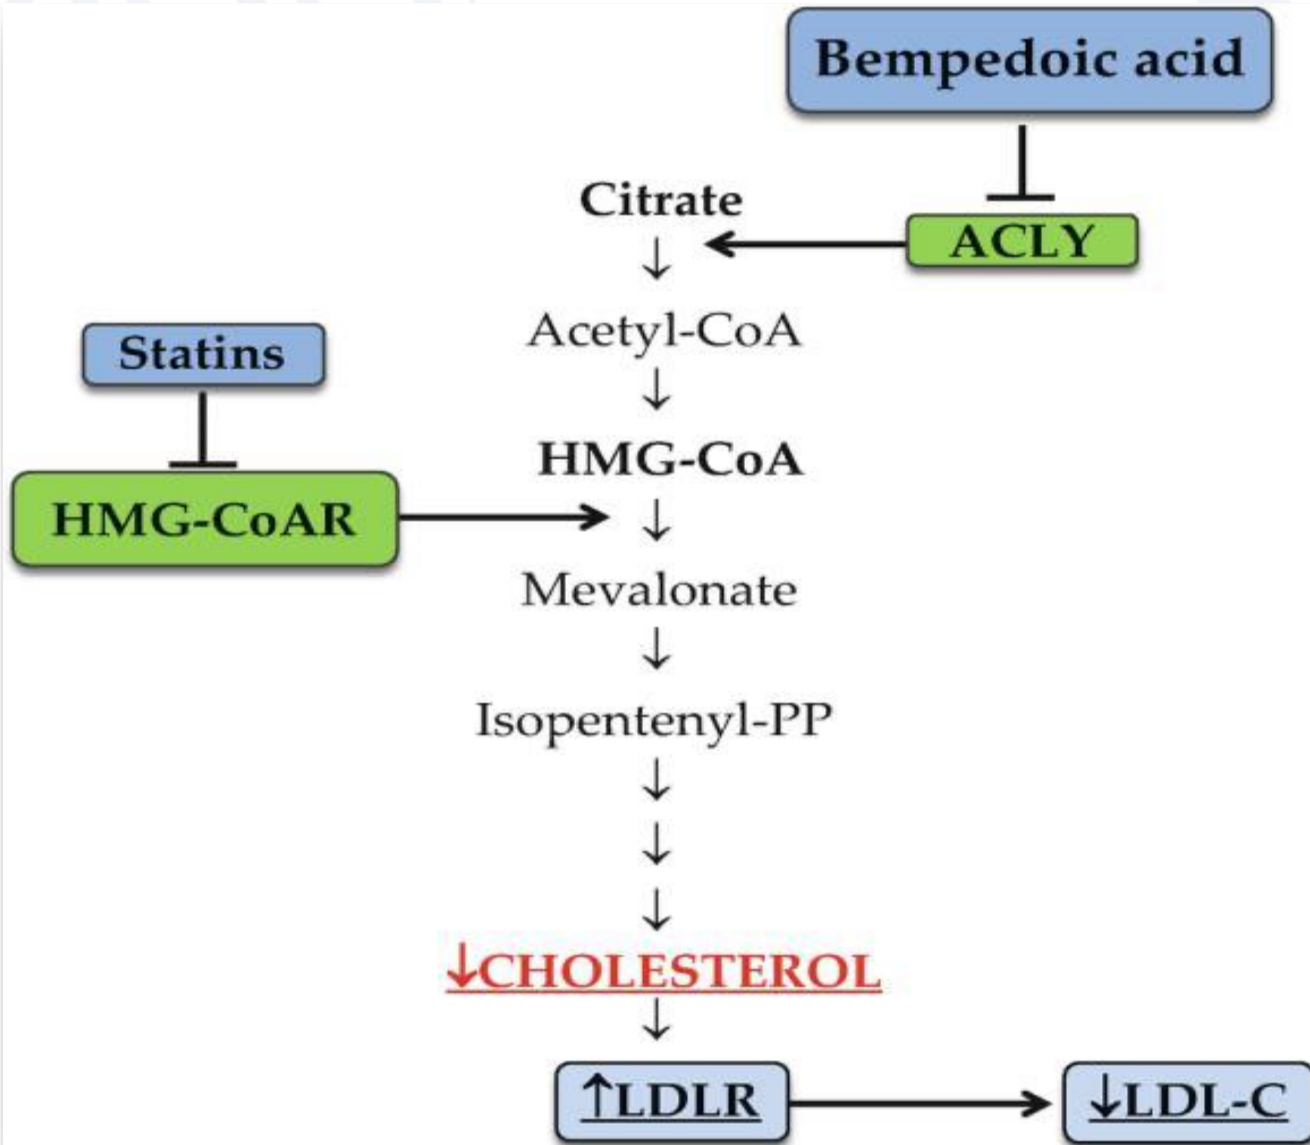 Bempedoic acid
Citrate
ACLY
↓
Acetyl-CoA
Statins
↓
HMG-CoA
HMG-CoAR
↓
Mevalonate
↓
Isopentenyl-PP
↓
↓
↓
↓CHOLESTEROL
↓
↑LDLR
↓LDL-C